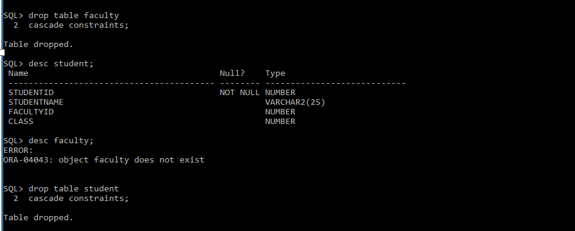 SQL> drop table faculty
2 cascade constraints;
Table dropped.
SQL> desc student;
Name Null? Type
----------------------------------------- -------- ----------------------------
STUDENTID NOT NULL NUMBER
STUDENTNAME VARCHAR2(25)
FACULTYID NUMBER
CLASS NUMBER
SQL> desc faculty;
ERROR:
ORA-04043: object faculty does not exist
SQL> drop table student
2 cascade constraints;
Table dropped.